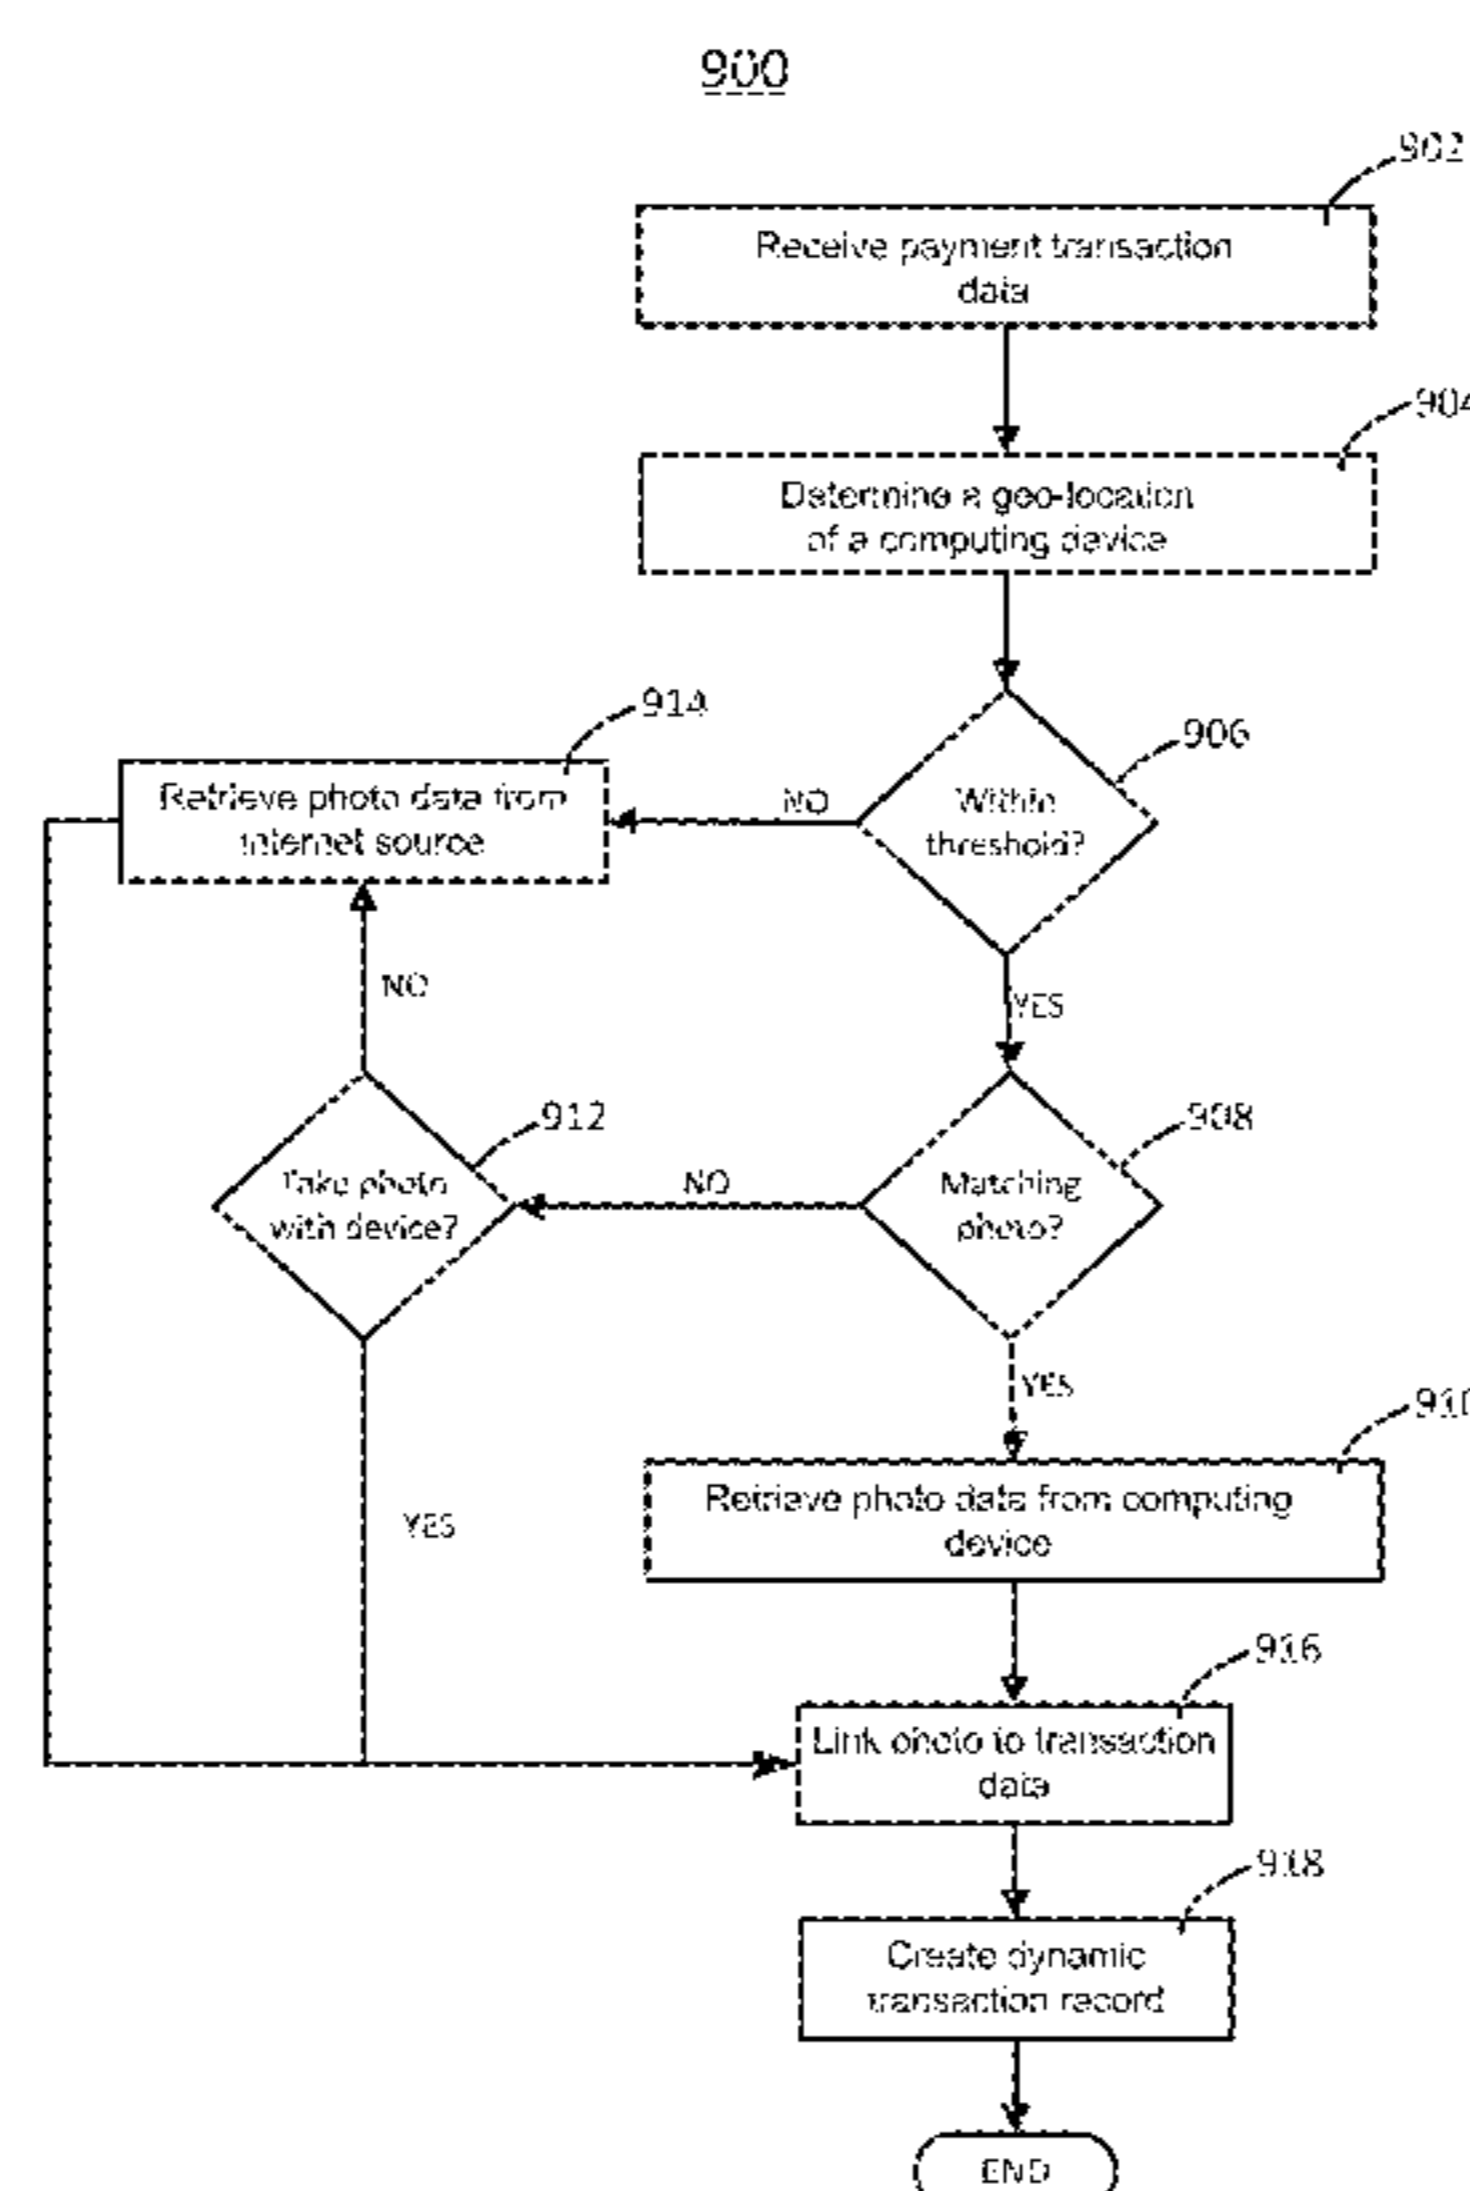 900
902
Receive payment transaction
data
904
Determine a geo-location
of a computing device
914
906
Retrieve photo data from
internet source
NO
Within
threshold?
NO
YES
912
908
Take photo
with device?
NO
Matching
photo?
YES
910
Retrieve photo data from computing
device
YES
916
Link photo to transaction
data
918
Create dynamic
transaction record
END